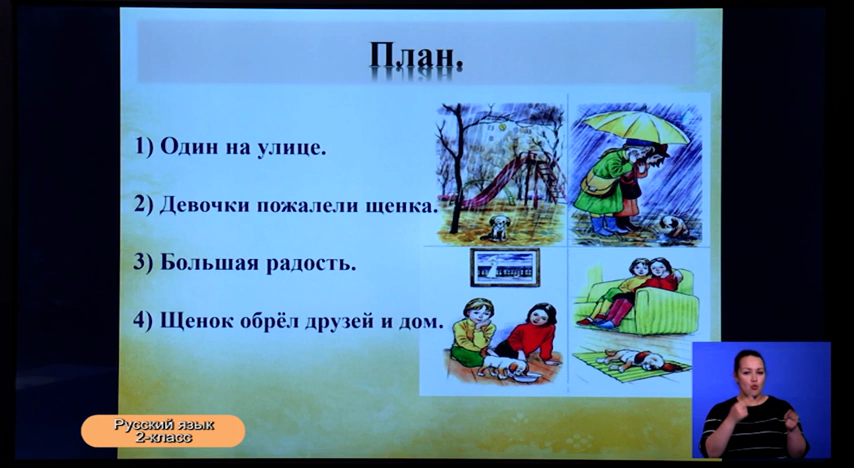 План.
1) Один на улице.
2) Девочки пожалели щенка.
3) Большая радость.
4) Щенок обрёл друзей и дом.
Русский язык
2-класс